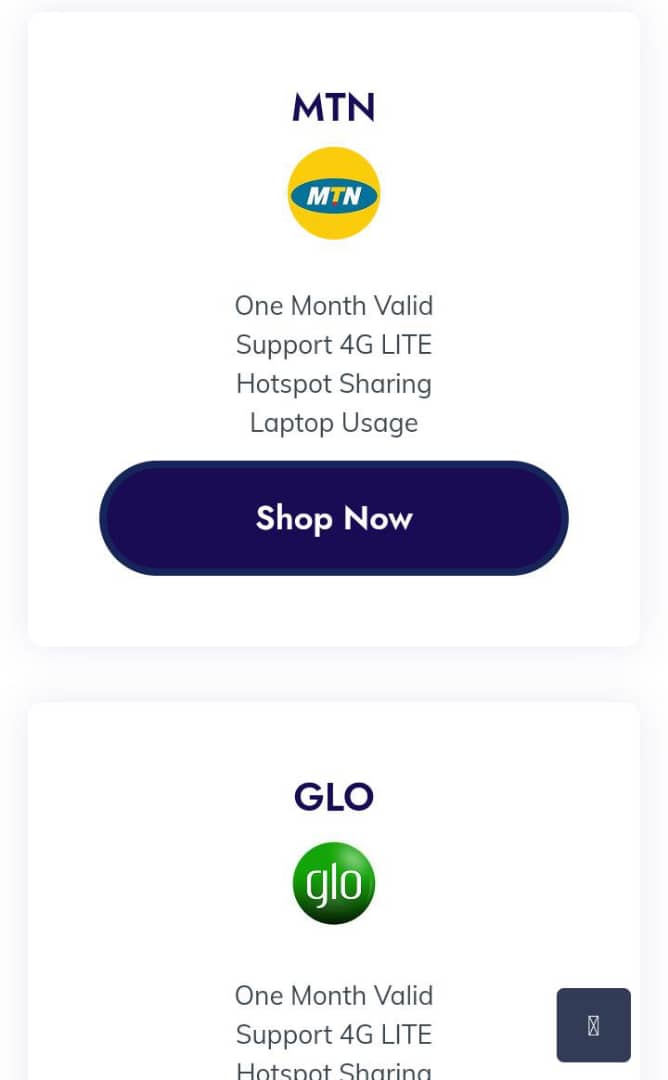 MTN
MTN
One Month Valid
Support 4G LITE
Hotspot Sharing
Laptop Usage
Shop Now
GLO
glo
One Month Valid
Support 4G LITE
Hotspot Sharing